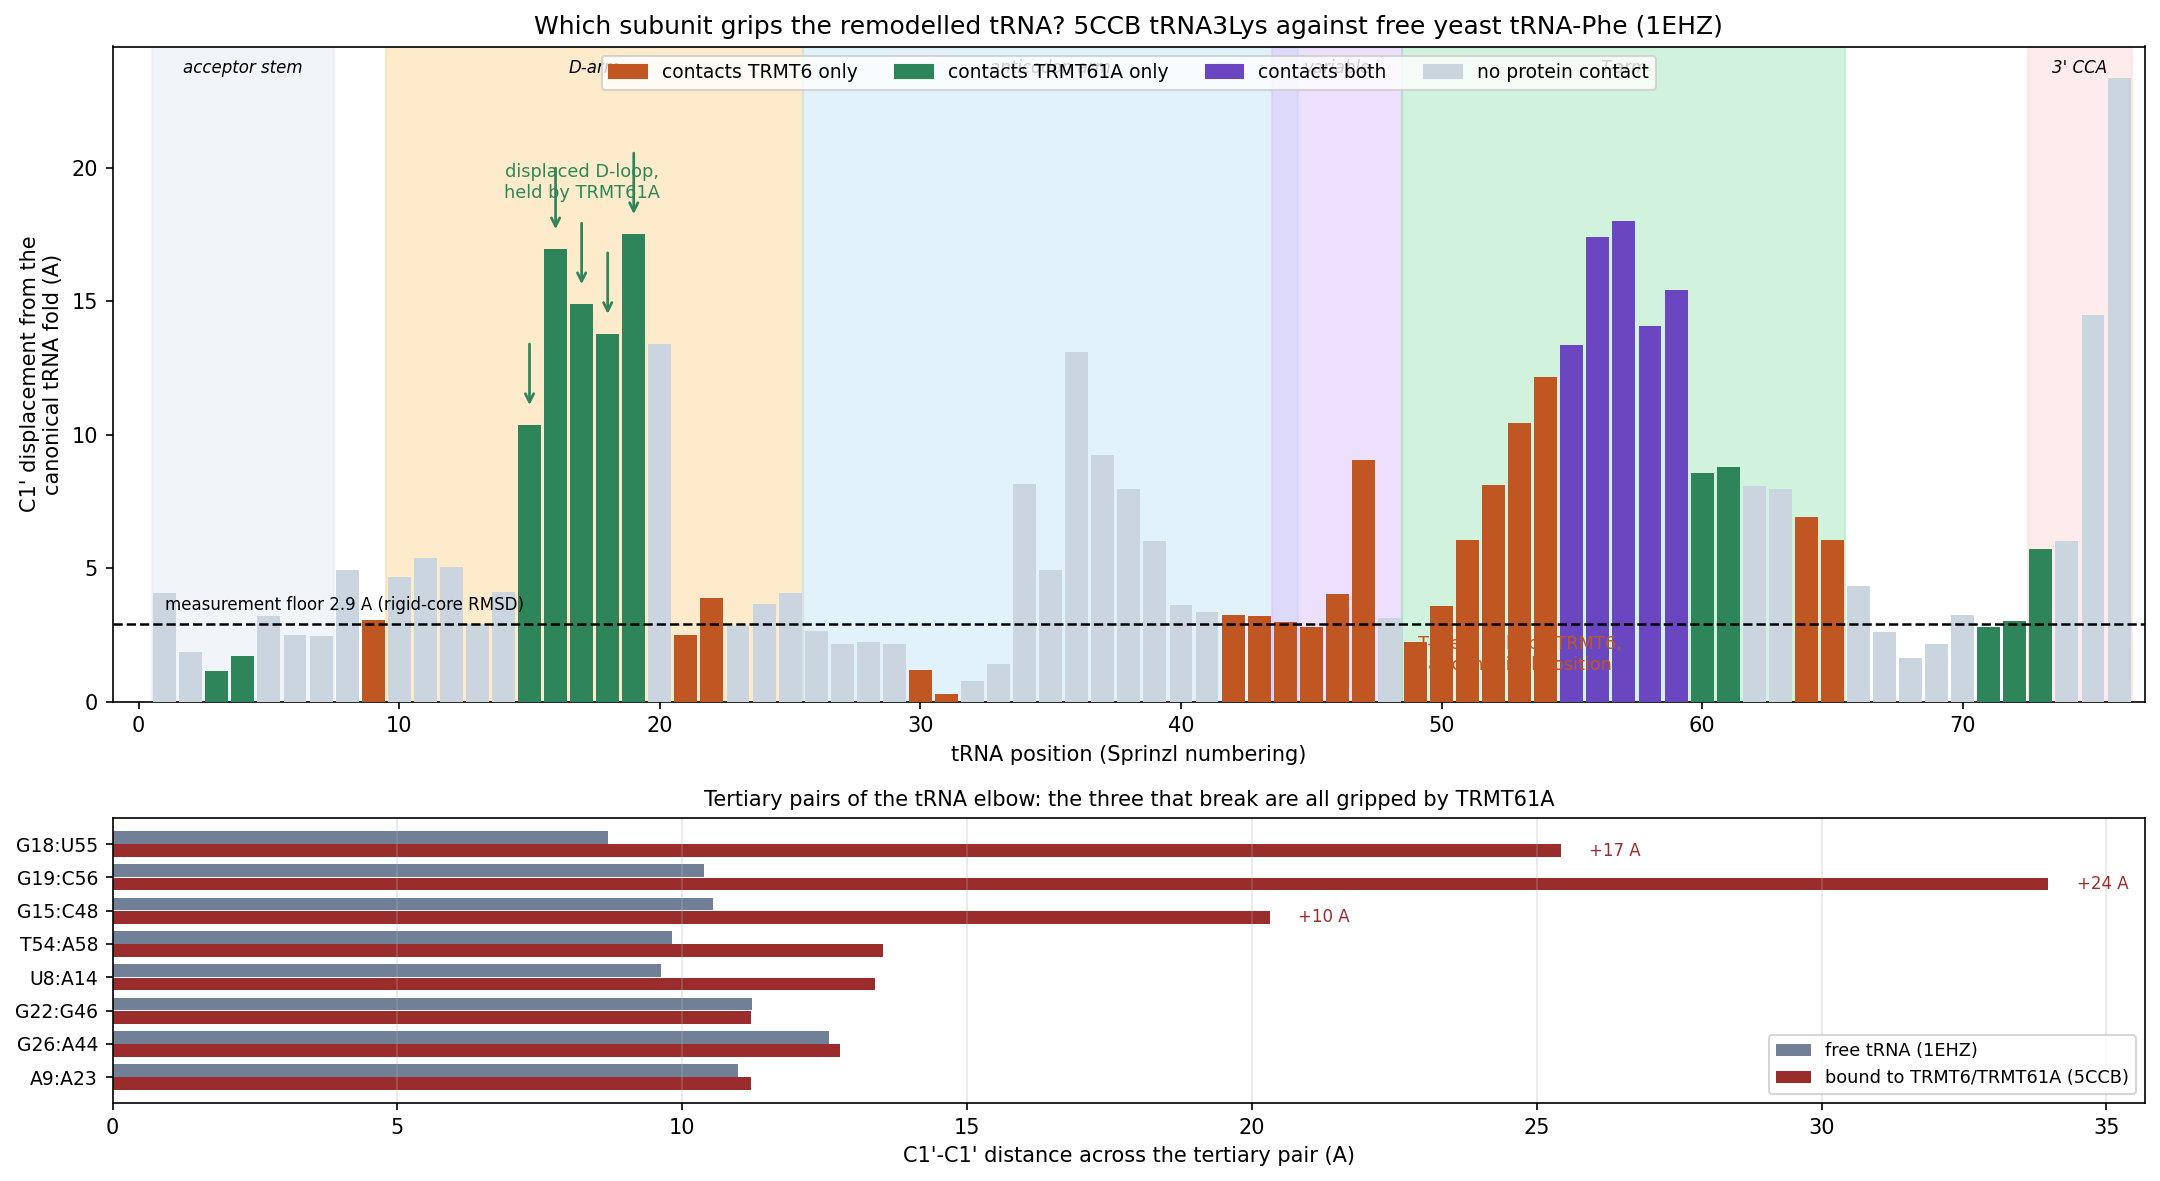 Which subunit grips the remodelled tRNA? 5CCB tRNA3Lys against free yeast tRNA-Phe (1EHZ)
acceptor stem
3' CCA
contacts TRMT6 only
contacts TRMT61A only
contacts both
no protein contact
displaced D-loop,
held by TRMT61A
measurement floor 2.9 A (rigid-core RMSD)
TRMT6,
position
C1' displacement from the
canonical tRNA fold (A)
20
15
10
5
0
0 10 20 30 40 50 60 70
tRNA position (Sprinzl numbering)
Tertiary pairs of the tRNA elbow: the three that break are all gripped by TRMT61A
G18:U55
G19:C56
G15:C48
T54:A58
U8:A14
G22:G46
G26:A44
A9:A23
+17 A
+24 A
+10 A
free tRNA (1EHZ)
bound to TRMT6/TRMT61A (5CCB)
0 5 10 15 20 25 30 35
C1'-C1' distance across the tertiary pair (A)